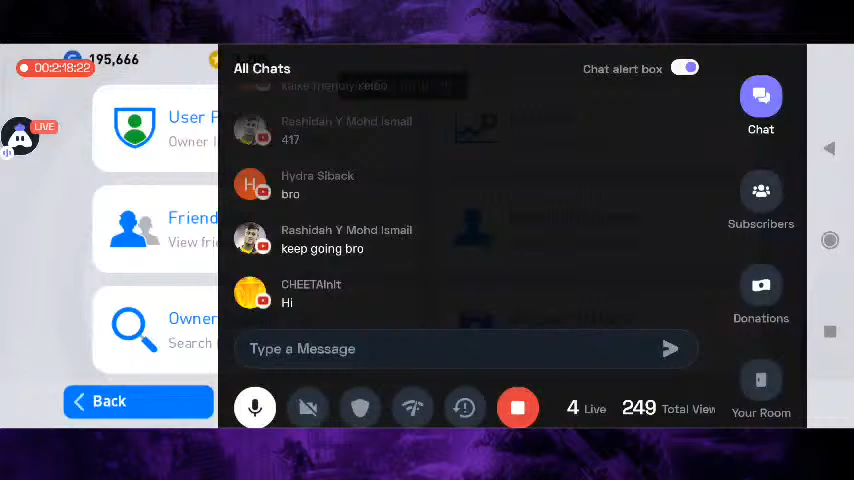 195,666
00:2:18:22
LIVE
User P
Owner I
Friend
View frie
Owne
Search
Back
All Chats
Chat alert box
Rashidah Y Mohd Ismail
417
H
Hydra Siback
bro
Rashidah Y Mohd Ismail
keep going bro
CHEETAInIt
Hi
Type a Message
4 Live 249 Total View
Chat
Subscribers
Donations
Your Room